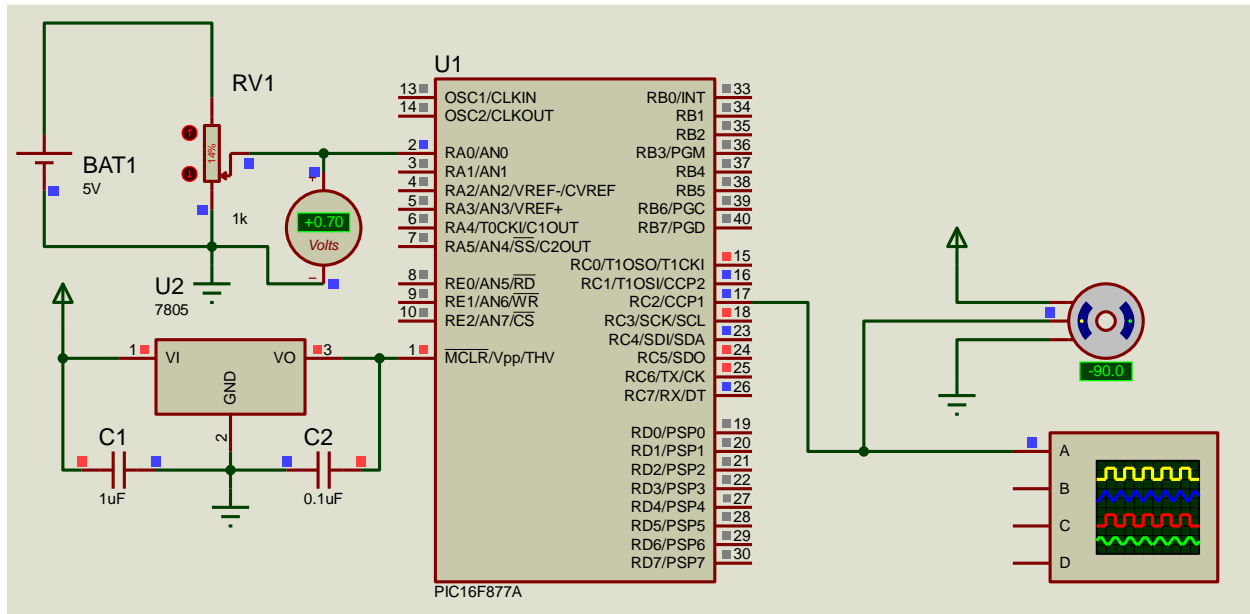 RV1
14%
1k
BAT1
5V
+0.70
Volts
+
−
U2
7805
1
VI
VO
3
GND
2
C1
1uF
C2
0.1uF
U1
13
OSC1/CLKIN
14
OSC2/CLKOUT
2
RA0/AN0
3
RA1/AN1
4
RA2/AN2/VREF-/CVREF
5
RA3/AN3/VREF+
6
RA4/T0CKI/C1OUT
7
RA5/AN4/SS/C2OUT
8
RE0/AN5/RD
9
RE1/AN6/WR
10
RE2/AN7/CS
1
MCLR/Vpp/THV
RB0/INT
33
RB1
34
RB2
35
RB3/PGM
36
RB4
37
RB5
38
RB6/PGC
39
RB7/PGD
40
RC0/T1OSO/T1CKI
15
RC1/T1OSI/CCP2
16
RC2/CCP1
17
RC3/SCK/SCL
18
RC4/SDI/SDA
23
RC5/SDO
24
RC6/TX/CK
25
RC7/RX/DT
26
RD0/PSP0
19
RD1/PSP1
20
RD2/PSP2
21
RD3/PSP3
22
RD4/PSP4
27
RD5/PSP5
28
RD6/PSP6
29
RD7/PSP7
30
PIC16F877A
-90.0
A
B
C
D